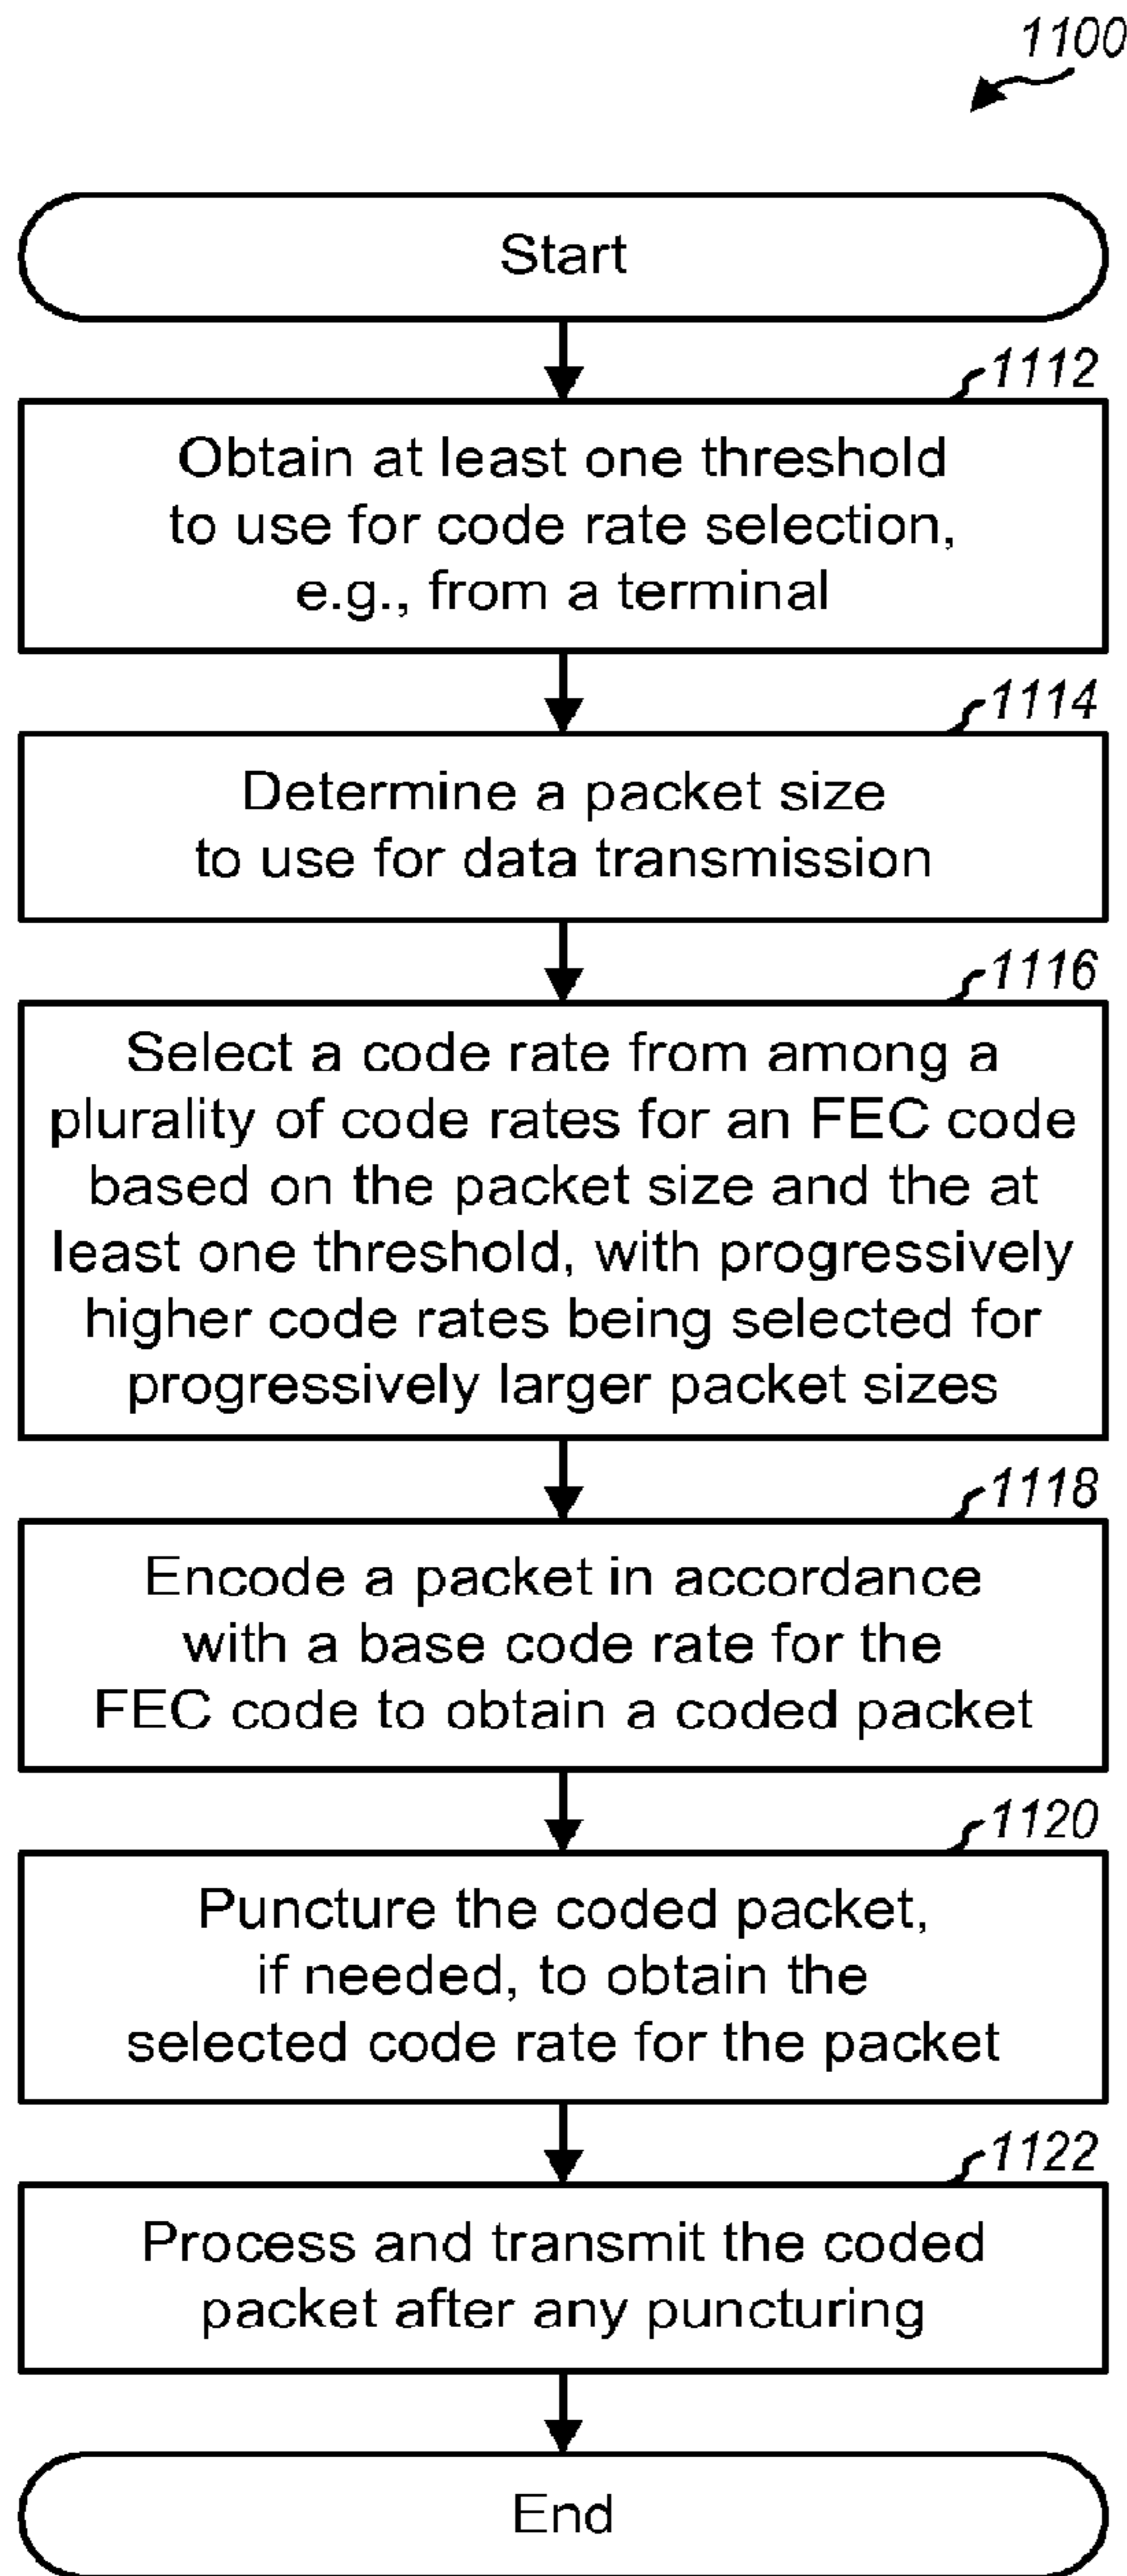 1100
Start
1112
Obtain at least one threshold
to use for code rate selection,
e.g., from a terminal
1114
Determine a packet size
to use for data transmission
1116
Select a code rate from among a
plurality of code rates for an FEC code
based on the packet size and the at
least one threshold, with progressively
higher code rates being selected for
progressively larger packet sizes
1118
Encode a packet in accordance
with a base code rate for the
FEC code to obtain a coded packet
1120
Puncture the coded packet,
if needed, to obtain the
selected code rate for the packet
1122
Process and transmit the coded
packet after any puncturing
End